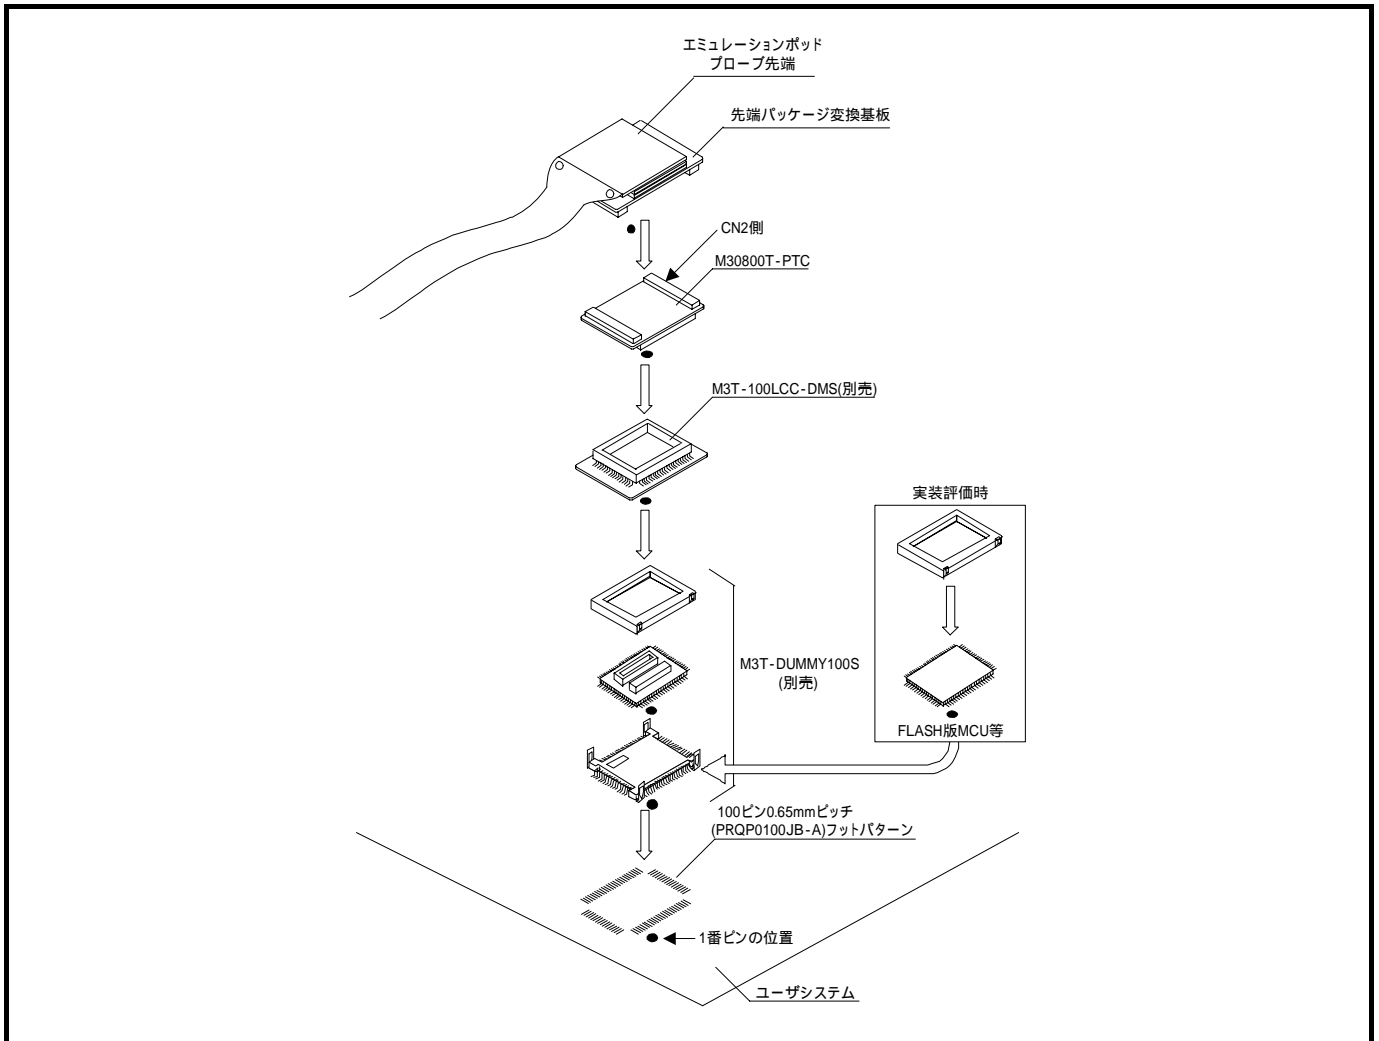 エミュレーションポッド
プローブ先端
先端パッケージ変換基板
CN2側
M30800T-PTC
M3T-100LCC-DMS(別売)
実装評価時
M3T-DUMMY100S
(別売)
FLASH版MCU等
100ピン0.65mmピッチ
(PRQP0100JB-A)フットパターン
1番ピンの位置
ユーザシステム